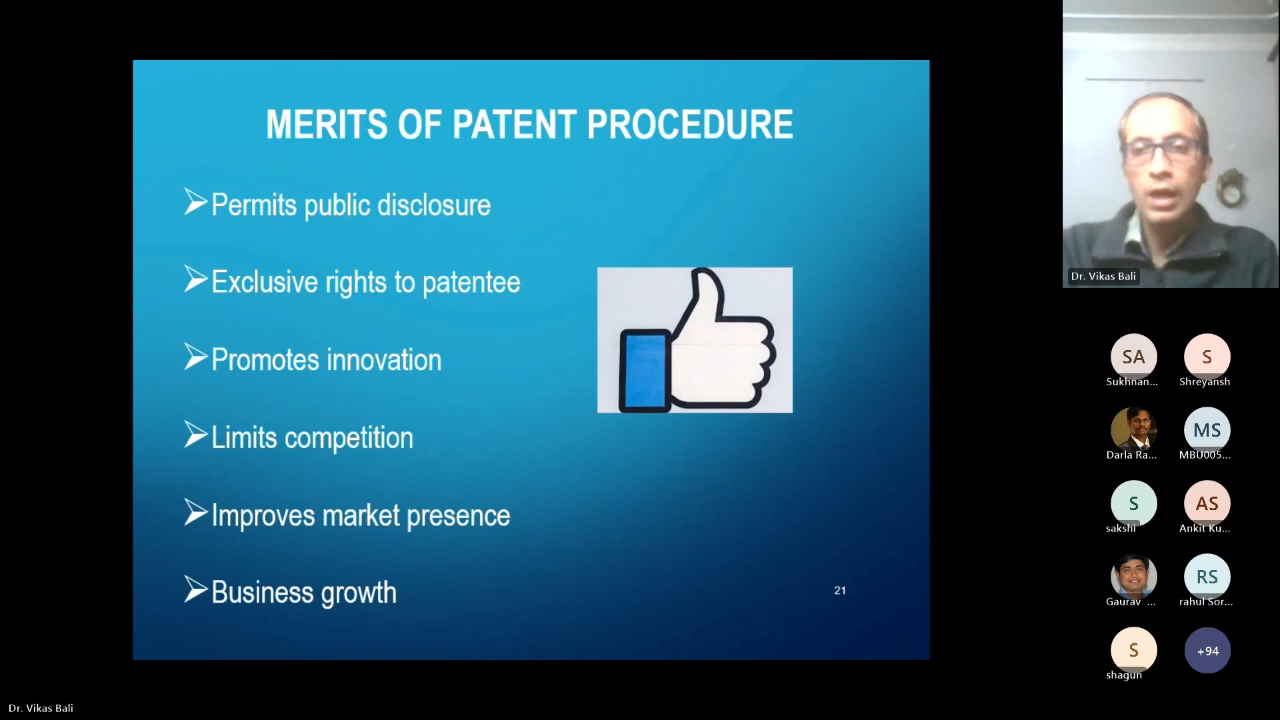 MERITS OF PATENT PROCEDURE
Permits public disclosure
Exclusive rights to patentee
Promotes innovation
Limits competition
Improves market presence
Business growth
21
Dr. Vikas Bali
SA
S
Sukhnan...
Shreyansh
MS
Darla Ra...
MBU005...
S
AS
sakshi
Ankit Ku...
RS
Gaurav ...
rahul Sor...
S
+94
shagun
Dr. Vikas Bali